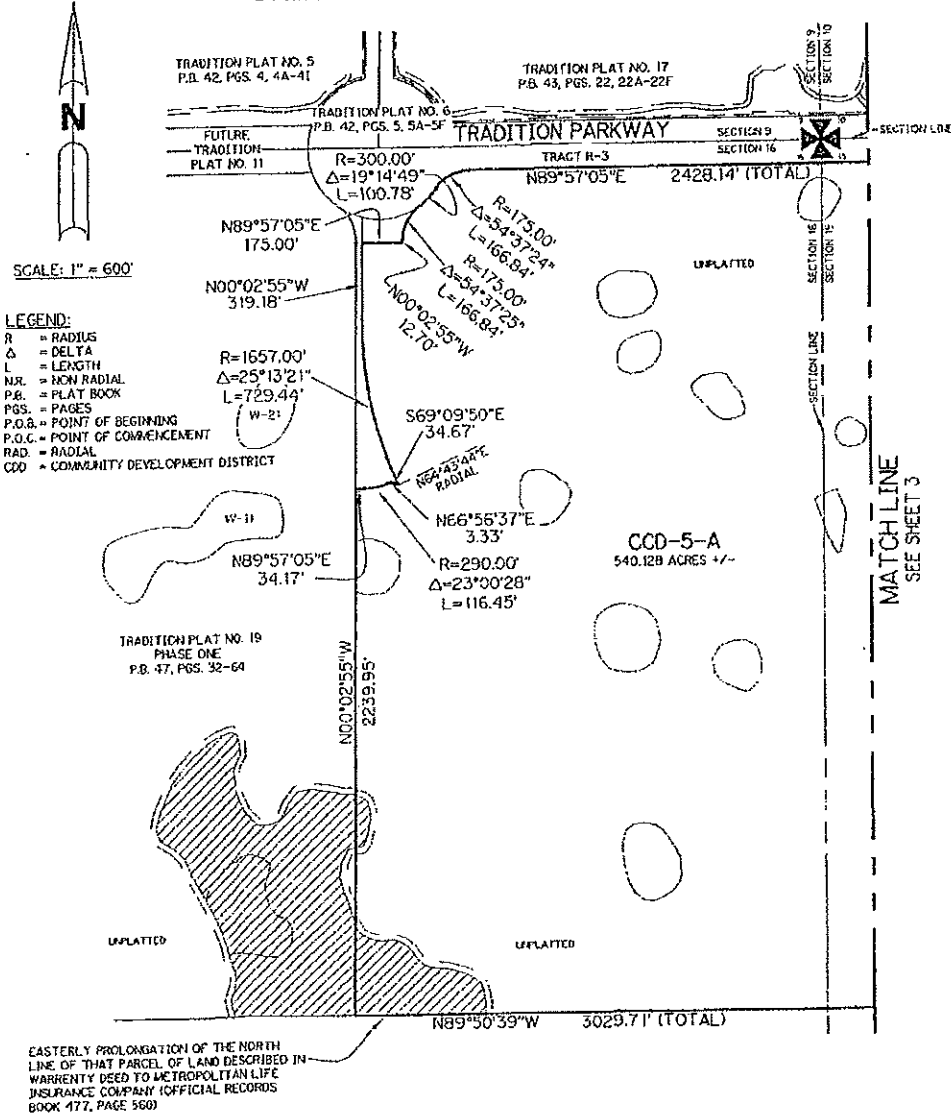 TRADITION PLAT NO. 5
P.B. 42, PGS. 4, 4A-4I
TRADITION PLAT NO. 17
P.B. 43, PGS. 22, 22A-22F
SECTION 9
SECTION 10
N
TRADITION PLAT NO. 6
P.B. 42, PGS. 5, 5A-5F
TRADITION PARKWAY
SECTION 9
SECTION LINE
FUTURE
TRADITION
PLAT NO. 11
SECTION 16
TRACT R-3
R=300.00'
Δ=19°14'49"
L=100.78'
N89°57'05"E
2428.14' (TOTAL)
N89°57'05"E
175.00'
R=175.00'
Δ=54°37'24"
L=166.84'
R=175.00'
Δ=54°37'25"
L=166.84'
N00°02'55"W
12.70'
UNPLATTED
SECTION 16
SECTION 15
SCALE: 1" = 600'
N00°02'55"W
319.18'
LEGEND:
R = RADIUS
Δ = DELTA
L = LENGTH
N.R. = NON RADIAL
P.B. = PLAT BOOK
PGS. = PAGES
P.O.B. = POINT OF BEGINNING
P.O.C. = POINT OF COMMENCEMENT
RAD. = RADIAL
CDD = COMMUNITY DEVELOPMENT DISTRICT
R=1657.00'
Δ=25°13'21"
L=729.44'
W-21
SECTION LINE
S69°09'50"E
34.67'
N64°43'44"E
RADIAL
N66°56'37"E
3.33'
W-11
N89°57'05"E
34.17'
R=290.00'
Δ=23°00'28"
L=116.45'
CCD-5-A
540.128 ACRES +/-
MATCH LINE
SEE SHEET 3
TRADITION PLAT NO. 19
PHASE ONE
P.B. 47, PGS. 32-64
N00°02'55"W
2239.95'
UNPLATTED
UNPLATTED
N89°50'39"W 3029.71' (TOTAL)
EASTERLY PROLONGATION OF THE NORTH
LINE OF THAT PARCEL OF LAND DESCRIBED IN
WARRENTY DEED TO METROPOLITAN LIFE
INSURANCE COMPANY (OFFICIAL RECORDS
BOOK 477, PAGE 560)